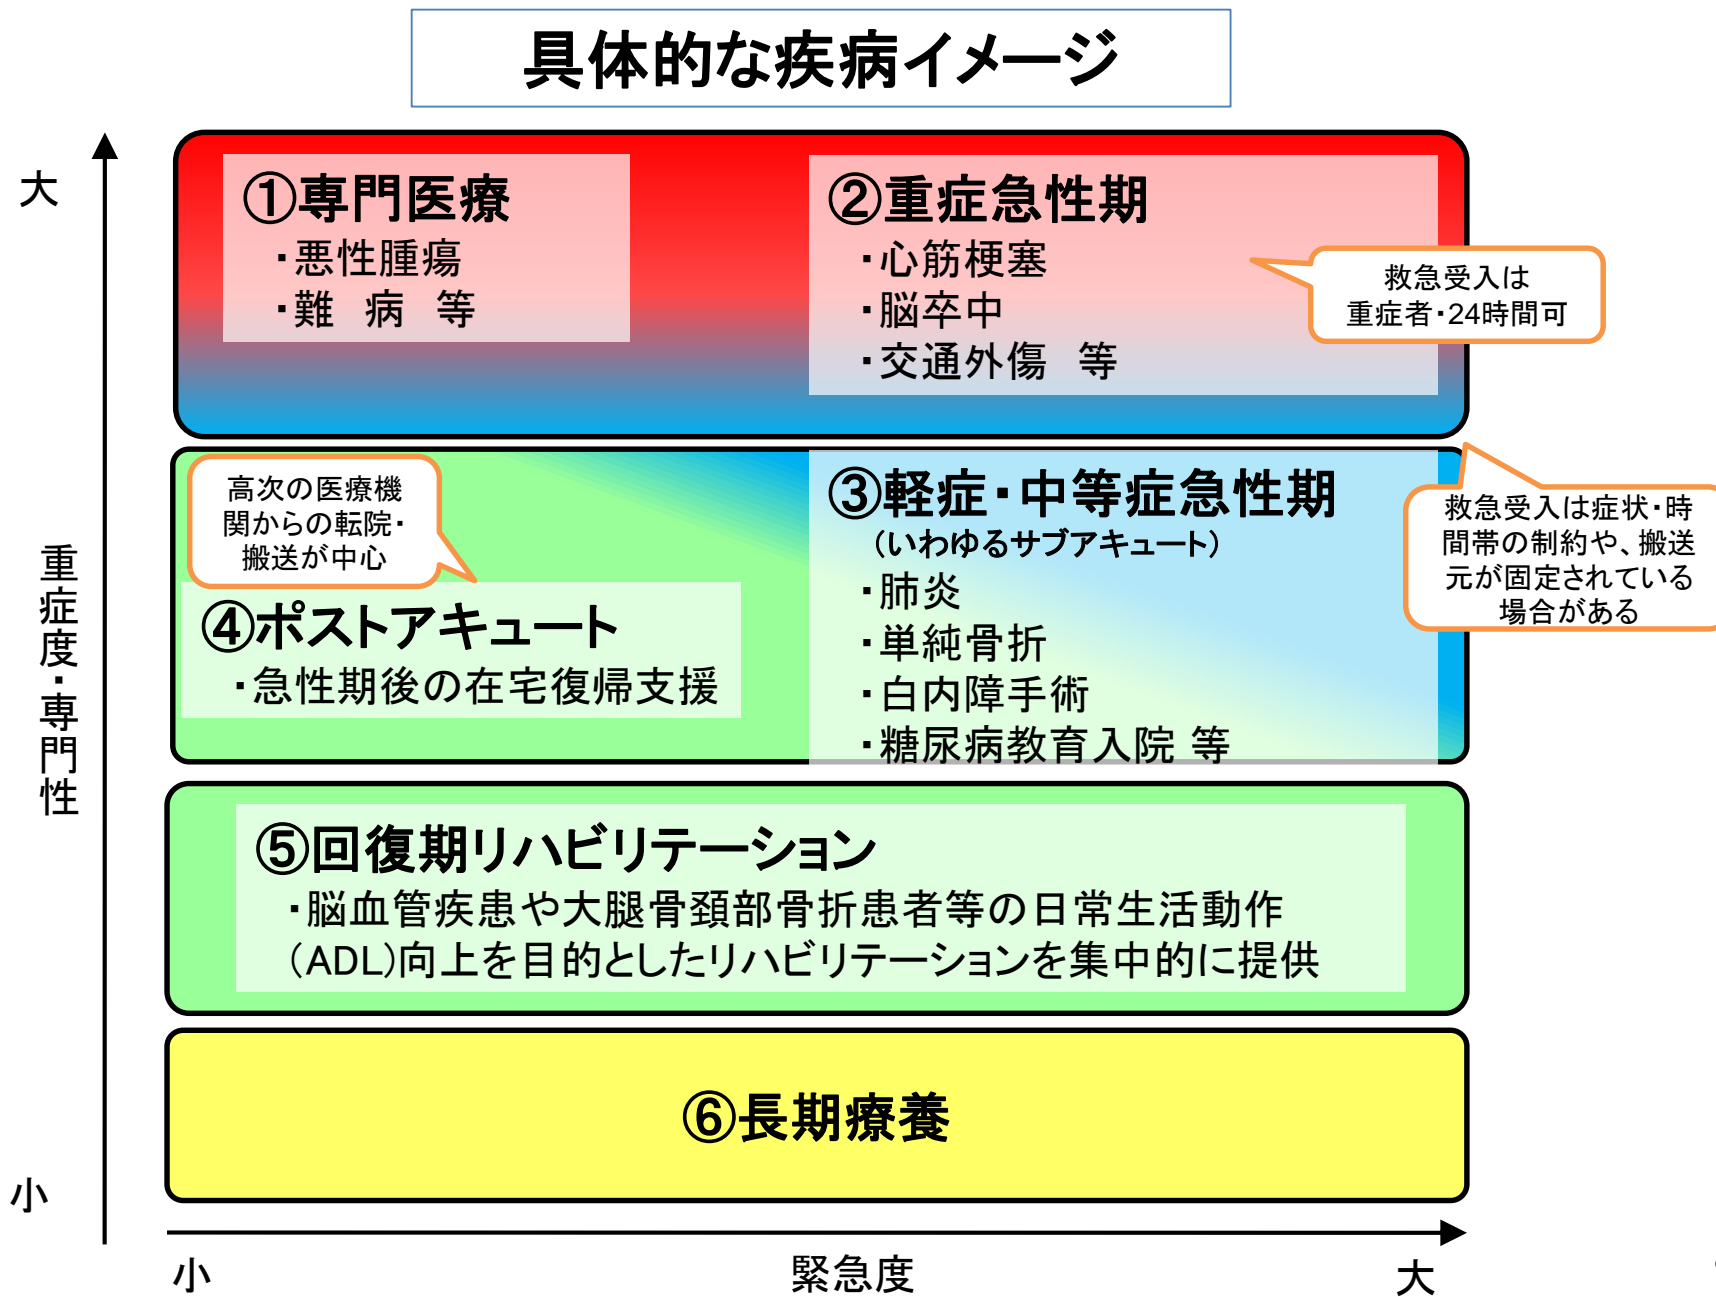 具体的な疾病イメージ
大
①専門医療
・悪性腫瘍
・難　病　等
②重症急性期
・心筋梗塞
・脳卒中
・交通外傷　等
救急受入は
重症者・24時間可
高次の医療機
関からの転院・
搬送が中心
④ポストアキュート
・急性期後の在宅復帰支援
③軽症・中等症急性期
（いわゆるサブアキュート）
・肺炎
・単純骨折
・白内障手術
・糖尿病教育入院 等
救急受入は症状・時
間帯の制約や、搬送
元が固定されている
場合がある
重症度・専門性
⑤回復期リハビリテーション
・脳血管疾患や大腿骨頚部骨折患者等の日常生活動作
（ADL)向上を目的としたリハビリテーションを集中的に提供
⑥長期療養
小
小
緊急度
大